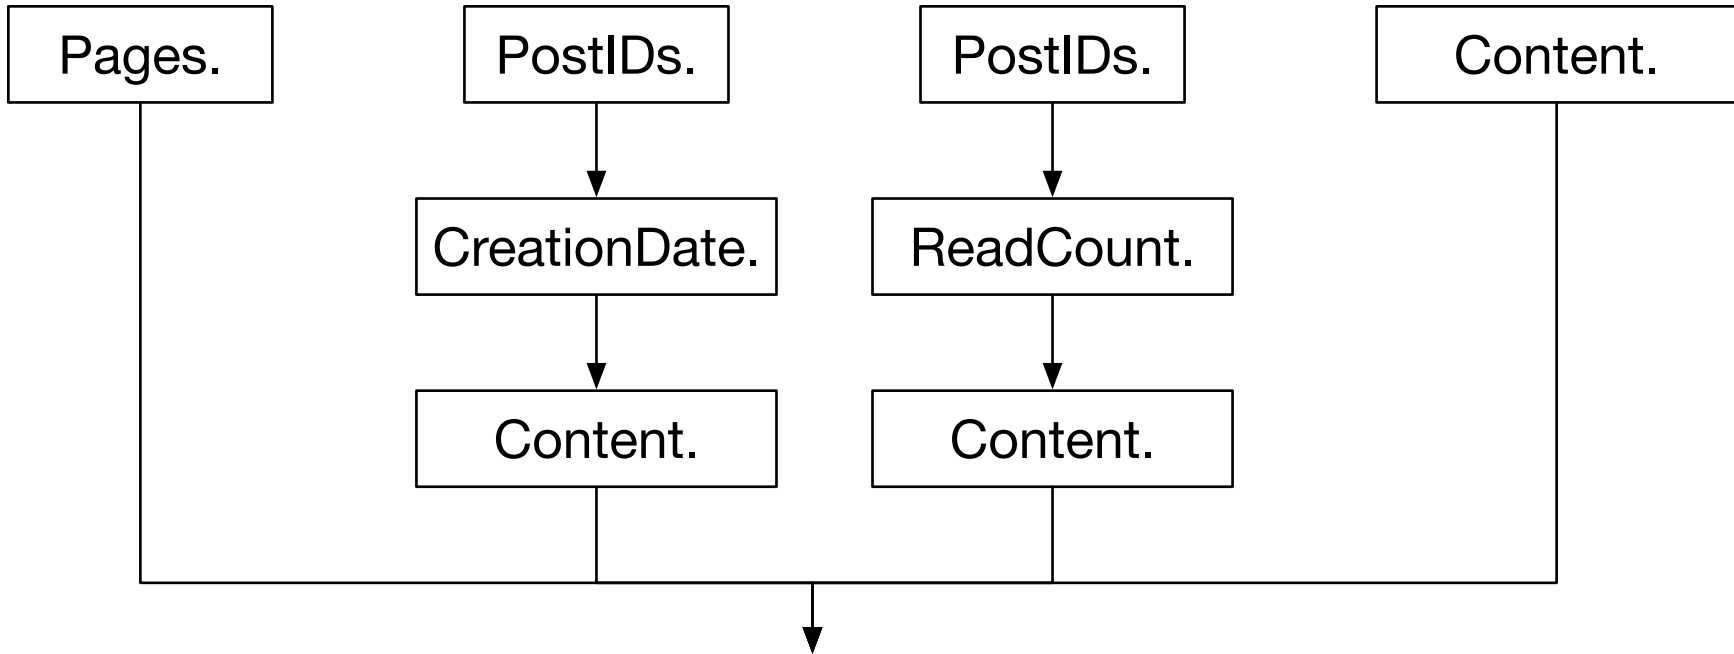 Pages.
PostIDs.
PostIDs.
Content.
CreationDate.
ReadCount.
Content.
Content.